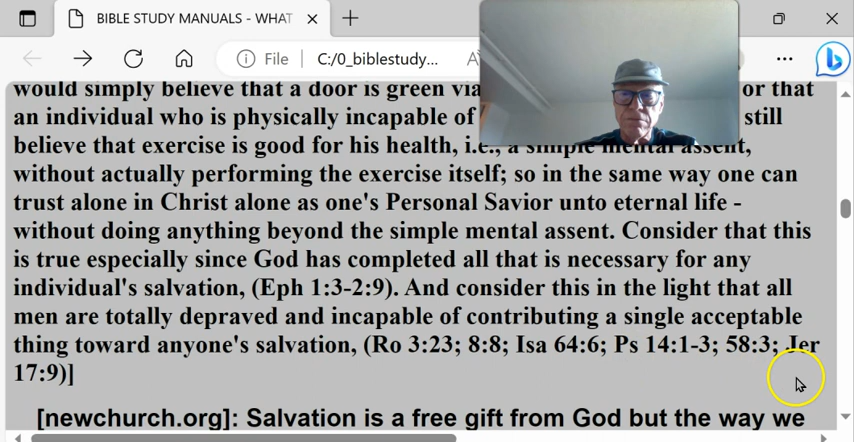 BIBLE STUDY MANUALS - WHAT
File C:/0_biblestudy...
would simply believe that a door is green via or that
an individual who is physically incapable of still
believe that exercise is good for his health, i.e., a simple mental assent,
without actually performing the exercise itself; so in the same way one can
trust alone in Christ alone as one's Personal Savior unto eternal life -
without doing anything beyond the simple mental assent. Consider that this
is true especially since God has completed all that is necessary for any
individual's salvation, (Eph 1:3-2:9). And consider this in the light that all
men are totally depraved and incapable of contributing a single acceptable
thing toward anyone's salvation, (Ro 3:23; 8:8; Isa 64:6; Ps 14:1-3; 58:3; Jer
17:9)]
[newchurch.org]: Salvation is a free gift from God but the way we